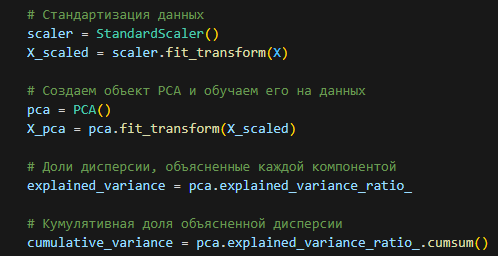 # Стандартизация данных
scaler = StandardScaler()
X_scaled = scaler.fit_transform(X)
# Создаем объект PCA и обучаем его на данных
pca = PCA()
X_pca = pca.fit_transform(X_scaled)
# Доли дисперсии, объясненные каждой компонентой
explained_variance = pca.explained_variance_ratio_
# Кумулятивная доля объясненной дисперсии
cumulative_variance = pca.explained_variance_ratio_.cumsum()